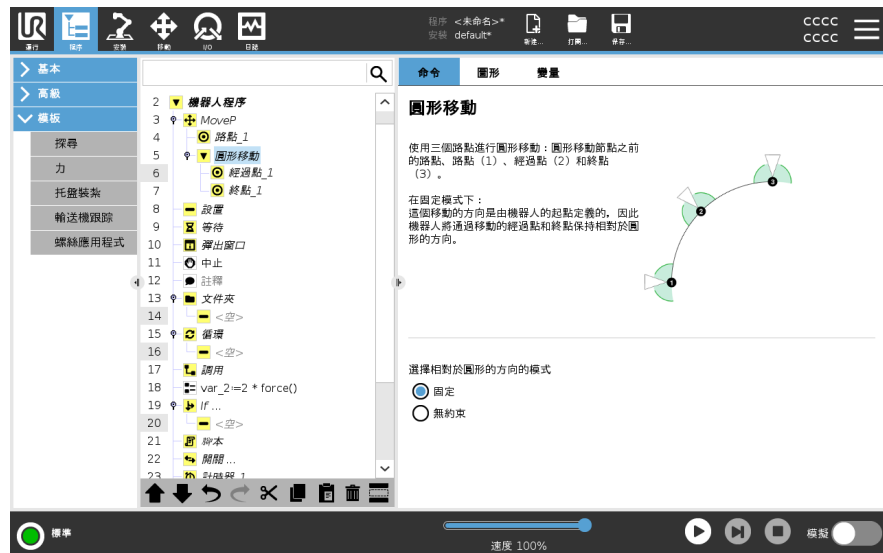 UR
運行
程序
安裝
移動
I/O
日誌
程序 <未命名>*
安裝 default*
新建...
打開...
保存...
cccc
cccc
基本
高級
模板
探尋
力
托盤裝紮
輸送機跟踪
螺絲應用程式
2 機器人程序
3 MoveP
4 路點_1
5 圓形移動
6 經過點_1
7 終點_1
8 設置
9 等待
10 彈出窗口
11 中止
12 註釋
13 文件夾
14 <空>
15 循環
16 <空>
17 調用
18 var_2≔2 * force()
19 If ...
20 <空>
21 腳本
22 開關 ...
23 計時器_1
命令
圖形
變量
圓形移動
使用三個路點進行圓形移動：圓形移動節點之前
的路點、路點（1）、經過點（2）和終點
（3）。
在固定模式下：
這個移動的方向是由機器人的起點定義的，因此
機器人將通過移動的經過點和終點保持相對於圓
形的方向。
3
2
1
選擇相對於圓形的方向的模式
固定
無約束
標準
速度 100%
模擬